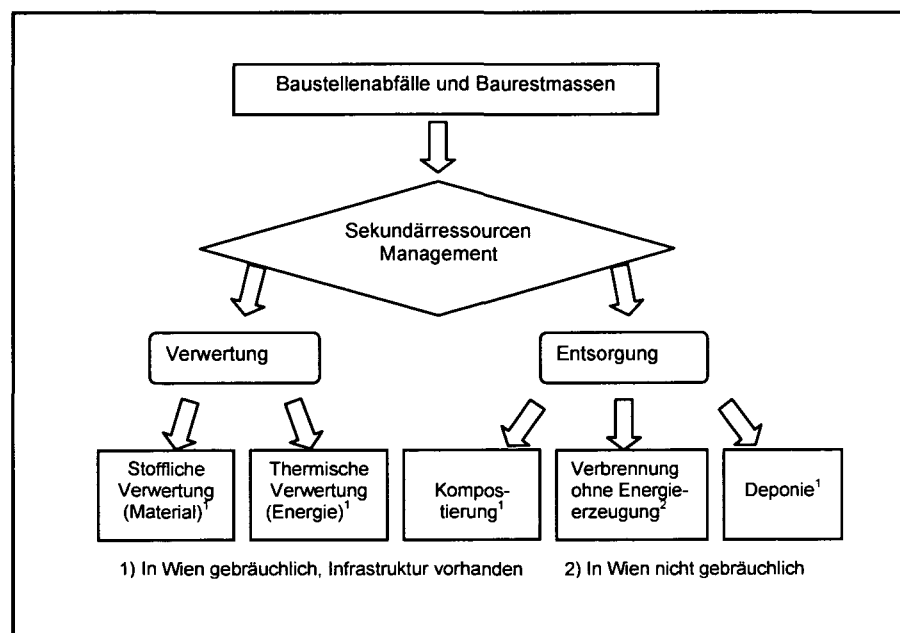 Baustellenabfälle und Baurestmassen
Sekundärressourcen
Management
Verwertung
Entsorgung
Stoffliche
Verwertung
(Material)¹
Thermische
Verwertung
(Energie)¹
Kompos-
tierung¹
Verbrennung
ohne Energie-
erzeugung²
Deponie¹
1) In Wien gebräuchlich, Infrastruktur vorhanden
2) In Wien nicht gebräuchlich